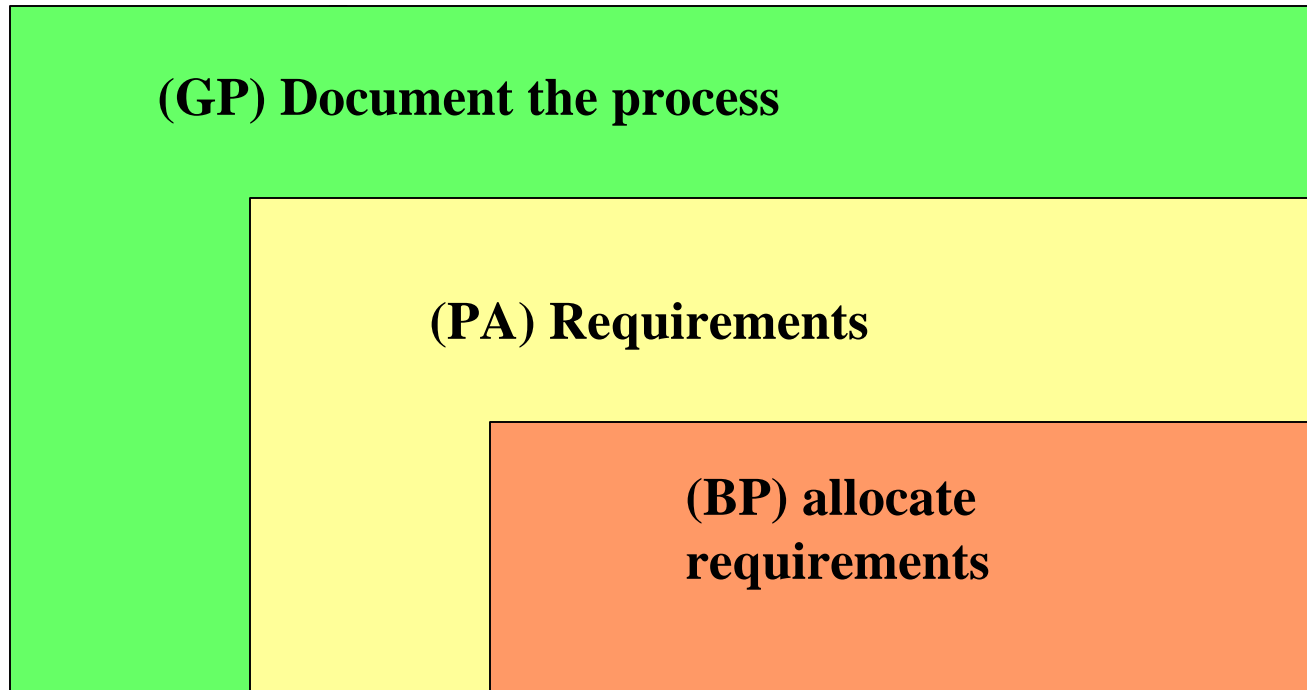 (GP) Document the process
(PA) Requirements
(BP) allocate
requirements